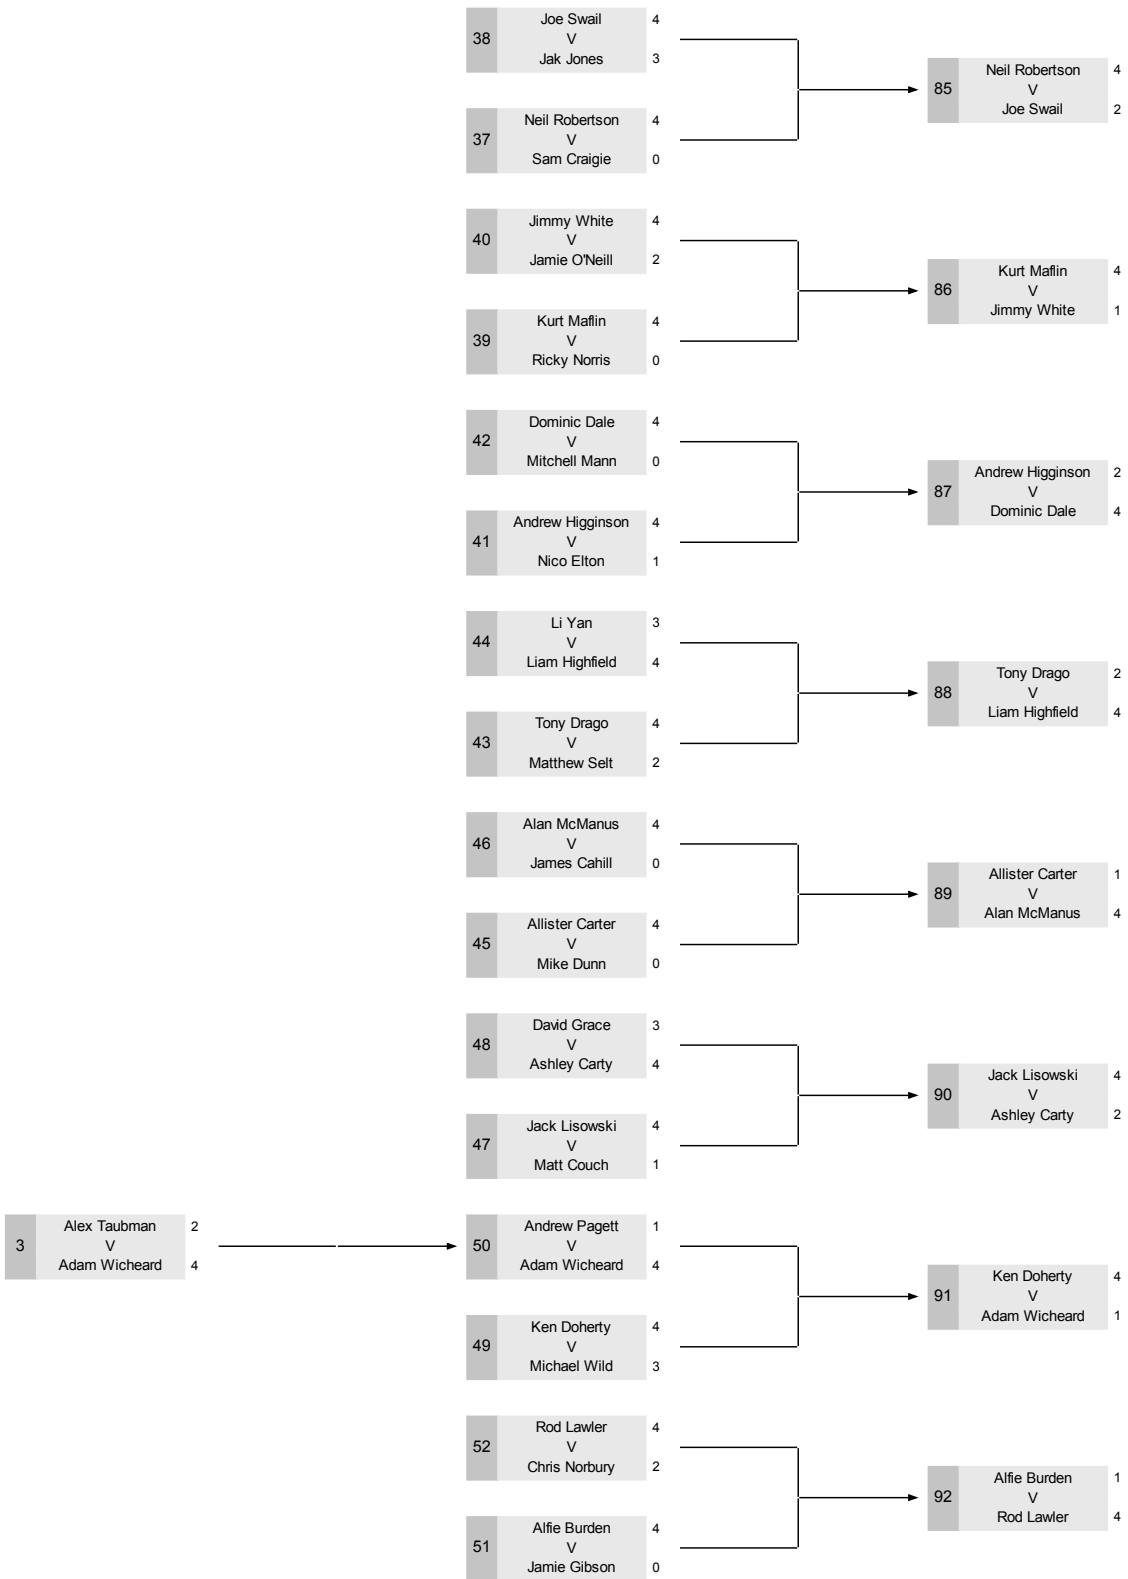 38
Joe Swail 4
V
Jak Jones 3
37
Neil Robertson 4
V
Sam Craigie 0
85
Neil Robertson 4
V
Joe Swail 2
40
Jimmy White 4
V
Jamie O'Neill 2
39
Kurt Maflin 4
V
Ricky Norris 0
86
Kurt Maflin 4
V
Jimmy White 1
42
Dominic Dale 4
V
Mitchell Mann 0
41
Andrew Higginson 4
V
Nico Elton 1
87
Andrew Higginson 2
V
Dominic Dale 4
44
Li Yan 3
V
Liam Highfield 4
43
Tony Drago 4
V
Matthew Selt 2
88
Tony Drago 2
V
Liam Highfield 4
46
Alan McManus 4
V
James Cahill 0
45
Allister Carter 4
V
Mike Dunn 0
89
Allister Carter 1
V
Alan McManus 4
48
David Grace 3
V
Ashley Carty 4
47
Jack Lisowski 4
V
Matt Couch 1
90
Jack Lisowski 4
V
Ashley Carty 2
3
Alex Taubman 2
V
Adam Wicheard 4
50
Andrew Pagett 1
V
Adam Wicheard 4
49
Ken Doherty 4
V
Michael Wild 3
91
Ken Doherty 4
V
Adam Wicheard 1
52
Rod Lawler 4
V
Chris Norbury 2
51
Alfie Burden 4
V
Jamie Gibson 0
92
Alfie Burden 1
V
Rod Lawler 4